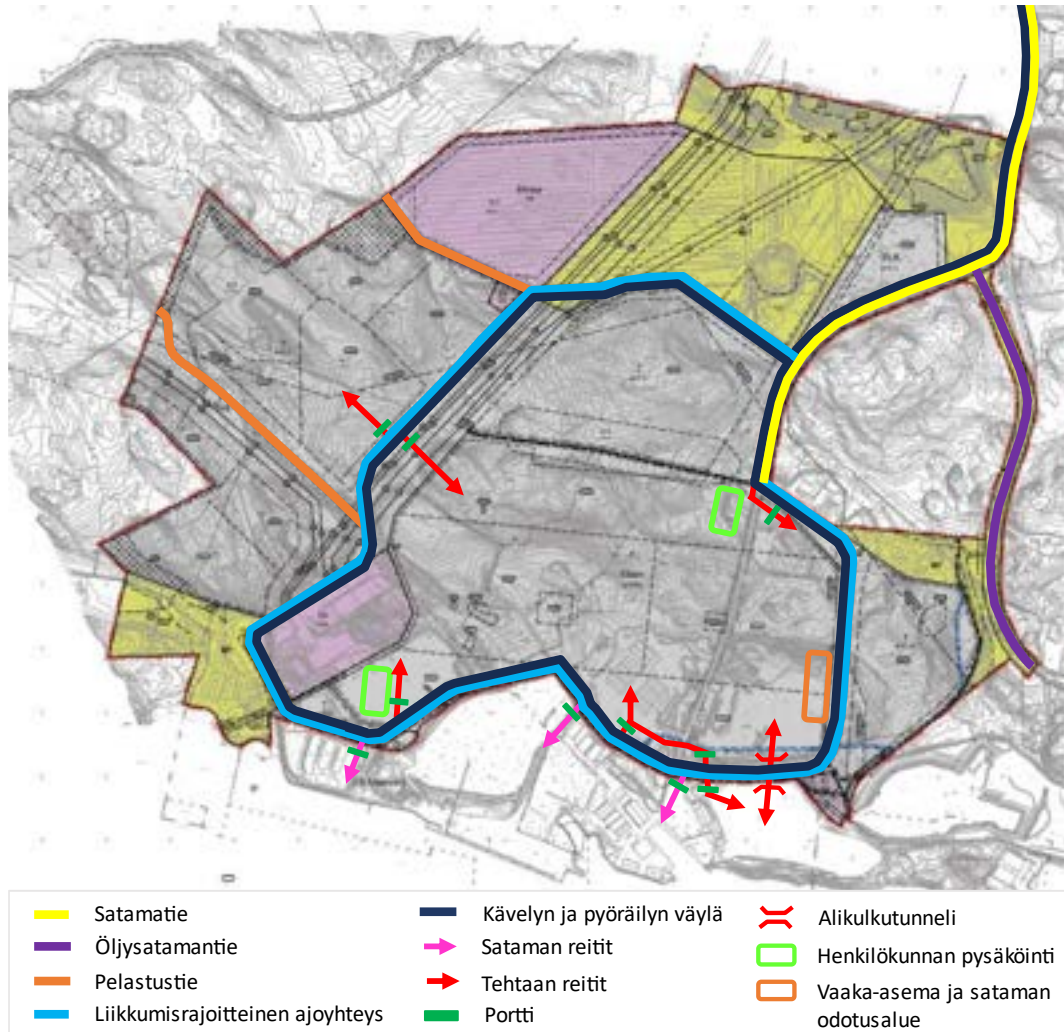 Satamatie
Öljysatamantie
Pelastustie
Liikkumisrajoitteinen ajoyhteys
Kävelyn ja pyöräilyn väylä
Sataman reitit
Tehtaan reitit
Portti
Alikulkutunneli
Henkilökunnan pysäköinti
Vaaka-asema ja sataman
odotusalue